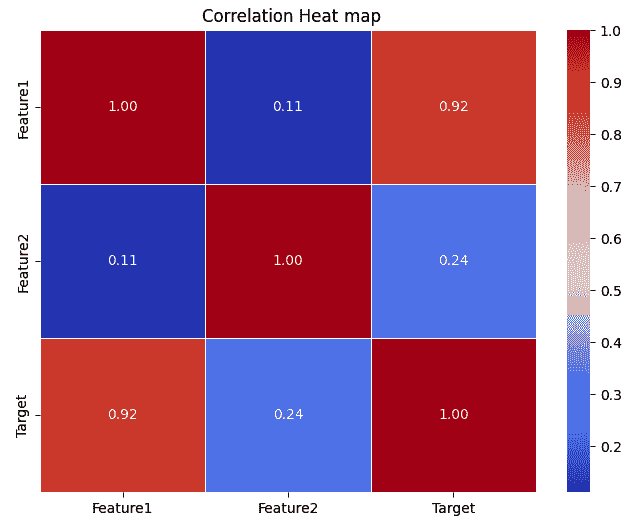 Correlation Heat map
Feature1 1.00 0.11 0.92
Feature2 0.11 1.00 0.24
Target 0.92 0.24 1.00
Feature1 Feature2 Target
1.0
0.9
0.8
0.7
0.6
0.5
0.4
0.3
0.2